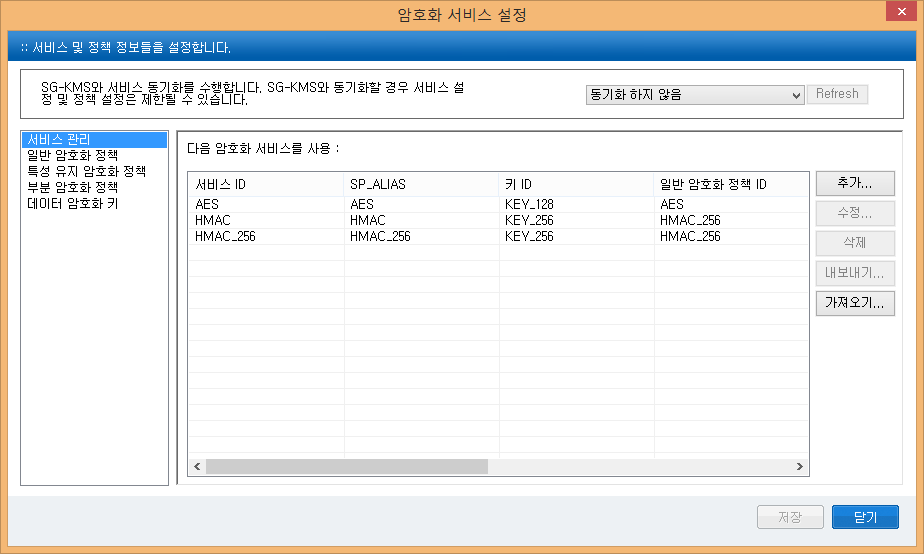 암호화 서비스 설정
:: 서비스 및 정책 정보들을 설정합니다.
SG-KMS와 서비스 동기화를 수행합니다. SG-KMS와 동기화할 경우 서비스 설
정 및 정책 설정은 제한될 수 있습니다.
동기화 하지 않음
Refresh
서비스 관리
일반 암호화 정책
특성 유지 암호화 정책
부분 암호화 정책
데이터 암호화 키
다음 암호화 서비스를 사용 :
서비스 ID SP_ALIAS 키 ID 일반 암호화 정책 ID
AES AES KEY_128 AES
HMAC HMAC KEY_256 HMAC_256
HMAC_256 HMAC_256 KEY_256 HMAC_256
추가...
수정...
삭제
내보내기...
가져오기...
저장
닫기